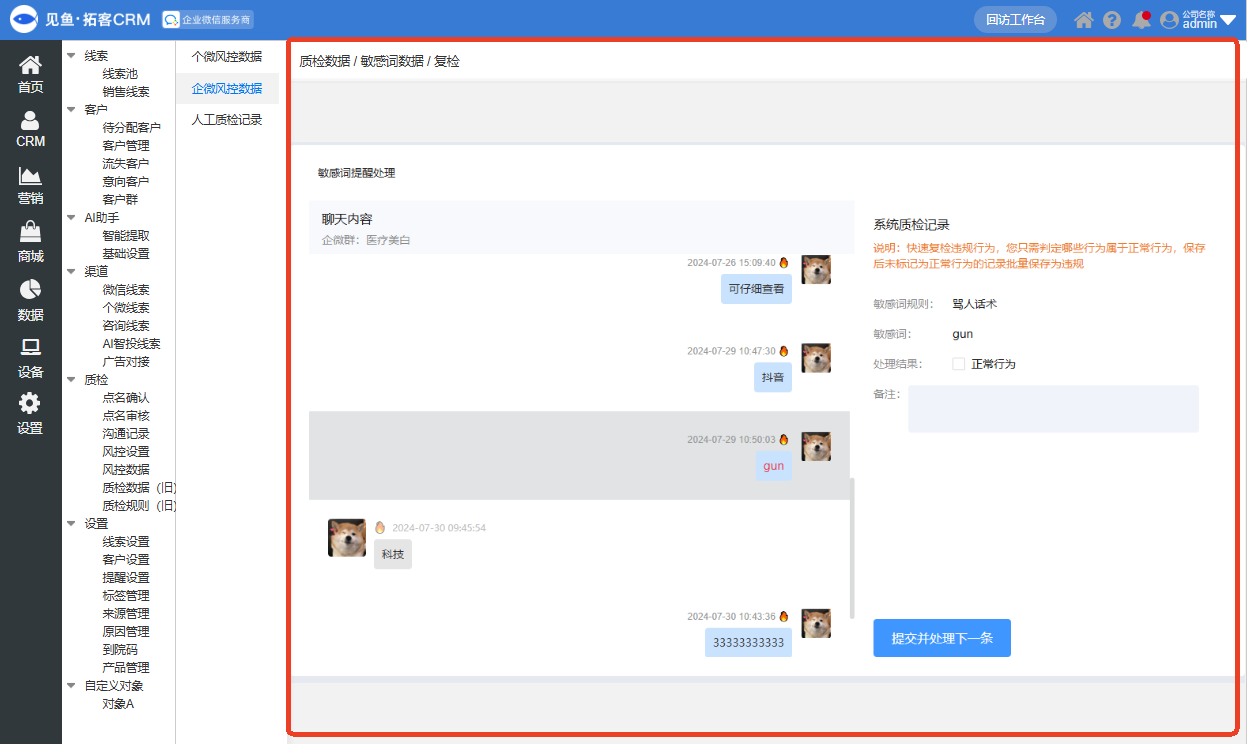 见鱼·拓客CRM
企业微信服务商
回访工作台
公司名称
admin
首页
CRM
营销
商城
数据
设备
设置
线索
线索池
销售线索
客户
待分配客户
客户管理
流失客户
意向客户
客户群
AI助手
智能提取
基础设置
渠道
微信线索
个微线索
咨询线索
AI智投线索
广告对接
质检
点名确认
点名审核
沟通记录
风控设置
风控数据
质检数据（旧）
质检规则（旧）
设置
线索设置
客户设置
提醒设置
标签管理
来源管理
原因管理
到院码
产品管理
自定义对象
对象A
个微风控数据
企微风控数据
人工质检记录
质检数据 / 敏感词数据 / 复检
敏感词提醒处理
聊天内容
企微群：医疗美白
2024-07-26 15:09:40
可仔细查看
2024-07-29 10:47:30
抖音
2024-07-29 10:50:03
gun
2024-07-30 09:45:54
科技
2024-07-30 10:43:36
33333333333
系统质检记录
说明：快速复检违规行为，您只需判定哪些行为属于正常行为，保存
后未标记为正常行为的记录批量保存为违规
敏感词规则： 骂人话术
敏感词： gun
处理结果： 正常行为
备注：
提交并处理下一条